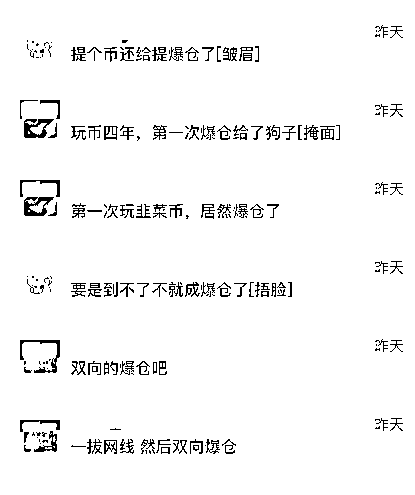 昨天
提个币还给提爆仓了[皱眉]
昨天
玩币四年，第一次爆仓给了狗子[掩面]
昨天
第一次玩韭菜币，居然爆仓了
昨天
要是到不了不就成爆仓了[捂脸]
昨天
双向的爆仓吧
昨天
一拔网线 然后双向爆仓